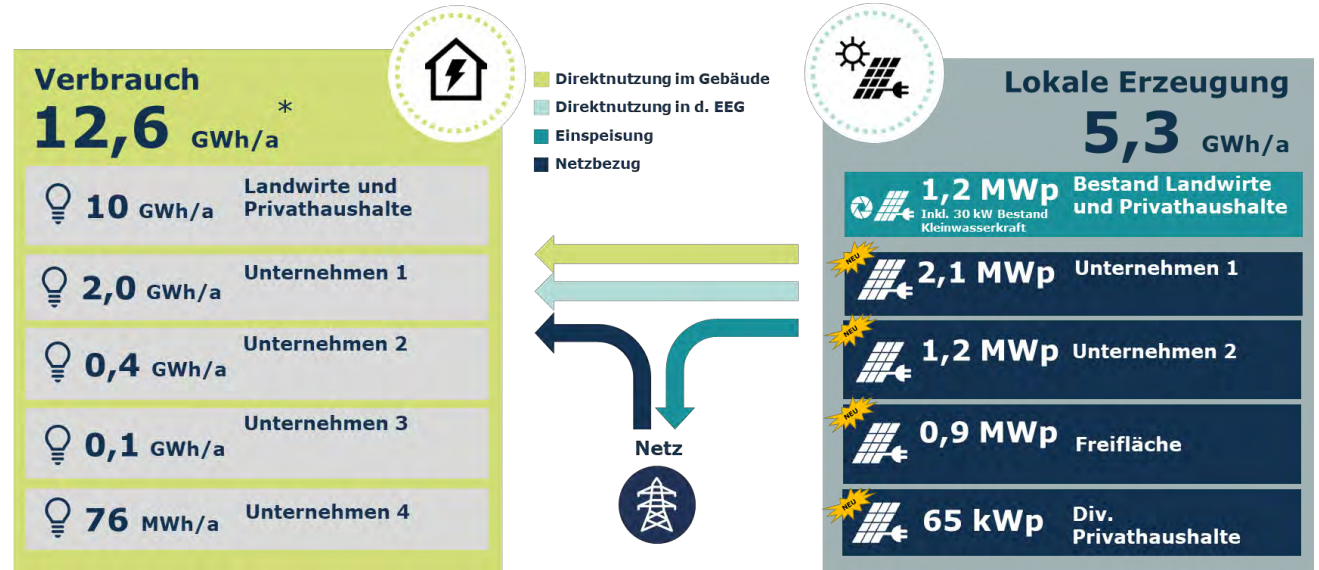 Verbrauch
12,6 GWh/a *
10 GWh/a
Landwirte und
Privathaushalte
2,0 GWh/a
Unternehmen 1
0,4 GWh/a
Unternehmen 2
0,1 GWh/a
Unternehmen 3
76 MWh/a
Unternehmen 4
Direktnutzung im Gebäude
Direktnutzung in d. EEG
Einspeisung
Netzbezug
Netz
Lokale Erzeugung
5,3 GWh/a
1,2 MWp
Inkl. 30 kW Bestand
Kleinwasserkraft
Bestand Landwirte
und Privathaushalte
NEU
2,1 MWp
Unternehmen 1
NEU
1,2 MWp
Unternehmen 2
NEU
0,9 MWp
Freifläche
NEU
65 kWp
Div.
Privathaushalte